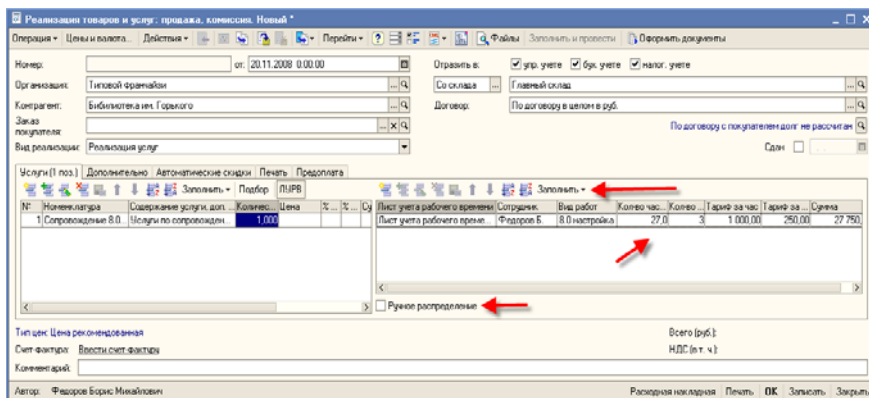 Реализация товаров и услуг: продажа, комиссия. Новый *
Операция Цены и валюта... Действия Перейти Файлы Заполнить и провести Оформить документы
Номер: от: 20.11.2008 0:00:00 Отразить в: упр. учете бух. учете налог. учете
Организация: Типовой франчайзи Со склада Главный склад
Контрагент: Библиотека им. Горького Договор: По договору в целом в руб.
Заказ покупателя: По договору с покупателем долг не рассчитан
Вид реализации: Реализация услуг Сдан
Услуги (1 поз.) Дополнительно Автоматические скидки Печать Предоплата
Заполнить Подбор ЛУРВ Заполнить
N° Номенклатура Содержание услуги, доп. ... Количес... Цена %... %... Су Лист учета рабочего времени Сотрудник Вид работ Кол-во час... Кол-во ... Тариф за час Тариф за ... Сумма
1 Сопровождение 8.0... Услуги по сопровожден... 1,000 Лист учета рабочего време... Федоров Б... 8.0 настройка 27,0 3 1 000,00 250,00 27 750,
Ручное распределение
Тип цен: Цена рекомендованная Всего (руб.):
Счет-фактура: Ввести счет-фактуру НДС (в т. ч.):
Комментарий:
Автор: Федоров Борис Михайлович Расходная накладная Печать OK Записать Закрыть